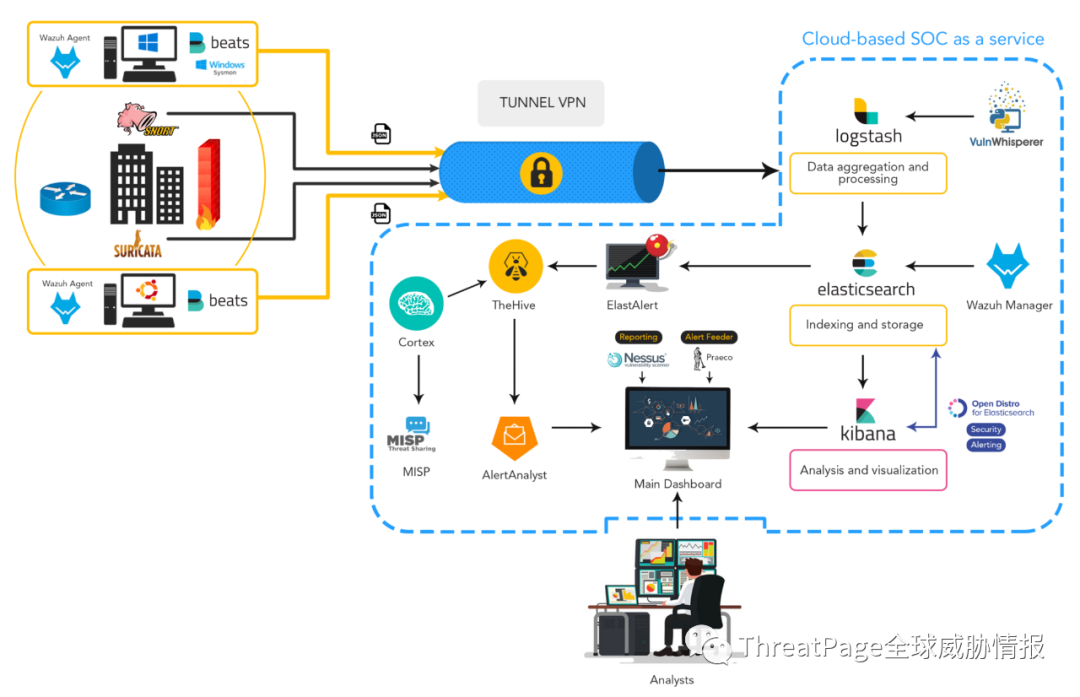 Wazuh Agent
beats
Windows
Sysmon
SNORT
SURICATA
Wazuh Agent
beats
JSON
JSON
TUNNEL VPN
Cloud-based SOC as a service
logstash
VulnWhisperer
Data aggregation and
processing
elasticsearch
Wazuh Manager
Indexing and storage
TheHive
ElastAlert
Cortex
Reporting
Alert Feeder
Nessus
vulnerability scanner
Praeco
Open Distro
for Elasticsearch
Security
Alerting
kibana
Analysis and visualization
MISP
Threat Sharing
MISP
AlertAnalyst
Main Dashboard
ThreatPage全球威胁情报
Analysts